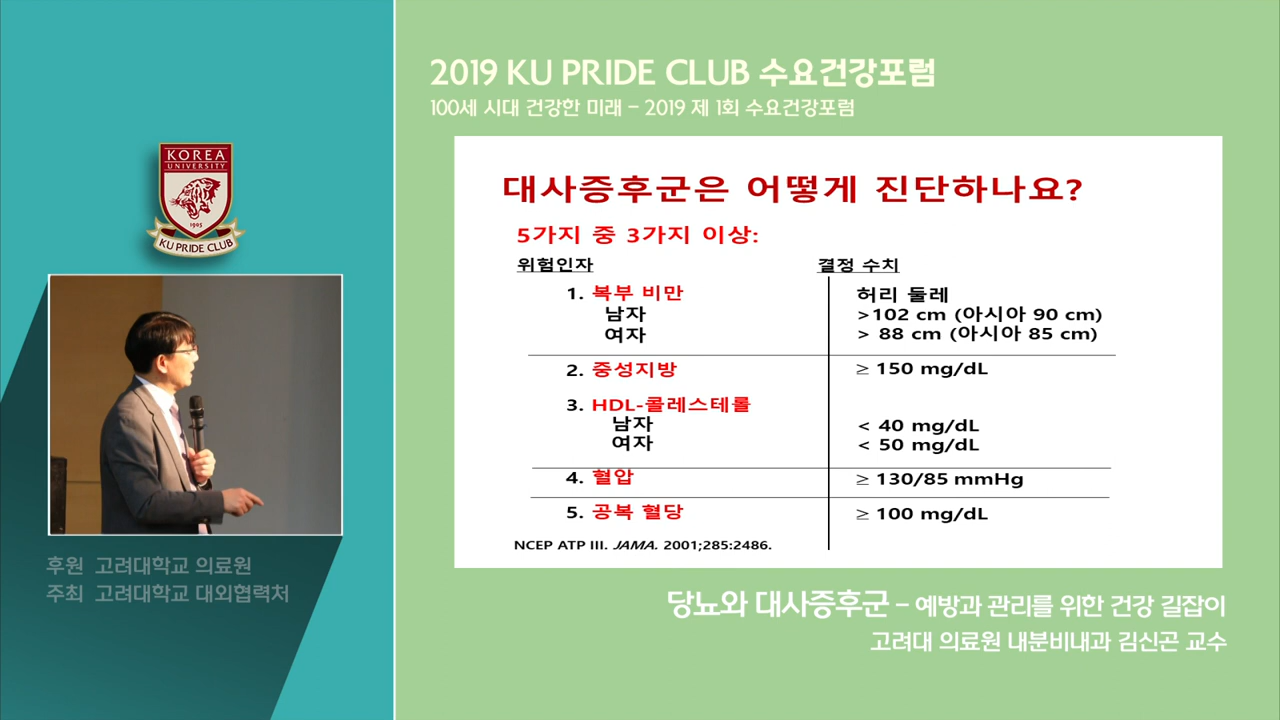 2019 KU PRIDE CLUB 수요건강포럼
100세 시대 건강한 미래 – 2019 제 1회 수요건강포럼
KOREA
UNIVERSITY
1905
KU PRIDE CLUB
대사증후군은 어떻게 진단하나요?
5가지 중 3가지 이상:
위험인자 결정 수치
1. 복부 비만 허리 둘레
남자 >102 cm (아시아 90 cm)
여자 > 88 cm (아시아 85 cm)
2. 중성지방 ≥ 150 mg/dL
3. HDL-콜레스테롤
남자 < 40 mg/dL
여자 < 50 mg/dL
4. 혈압 ≥ 130/85 mmHg
5. 공복 혈당 ≥ 100 mg/dL
NCEP ATP III. JAMA. 2001;285:2486.
후원 고려대학교 의료원
주최 고려대학교 대외협력처
당뇨와 대사증후군 – 예방과 관리를 위한 건강 길잡이
고려대 의료원 내분비내과 김신곤 교수